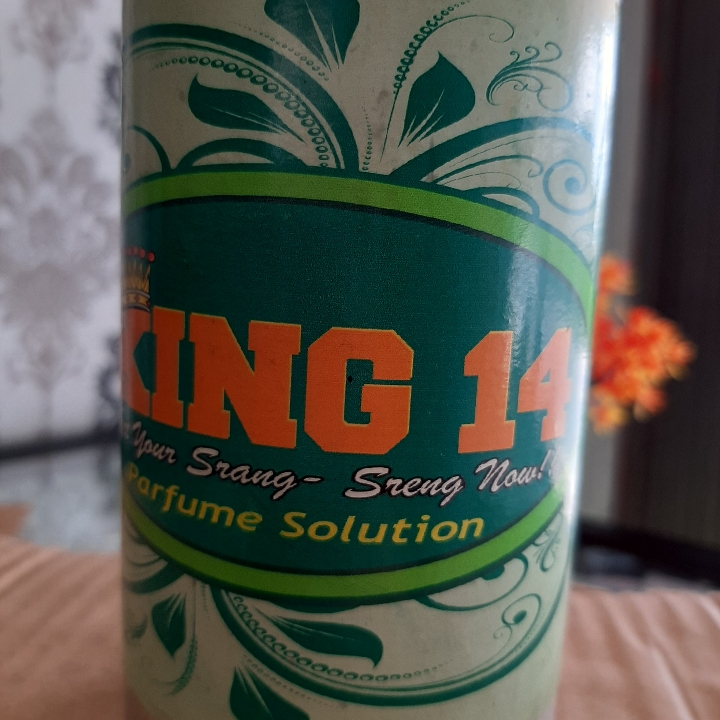 KING 14
Your Srang- Sreng Now!!
Parfume Solution